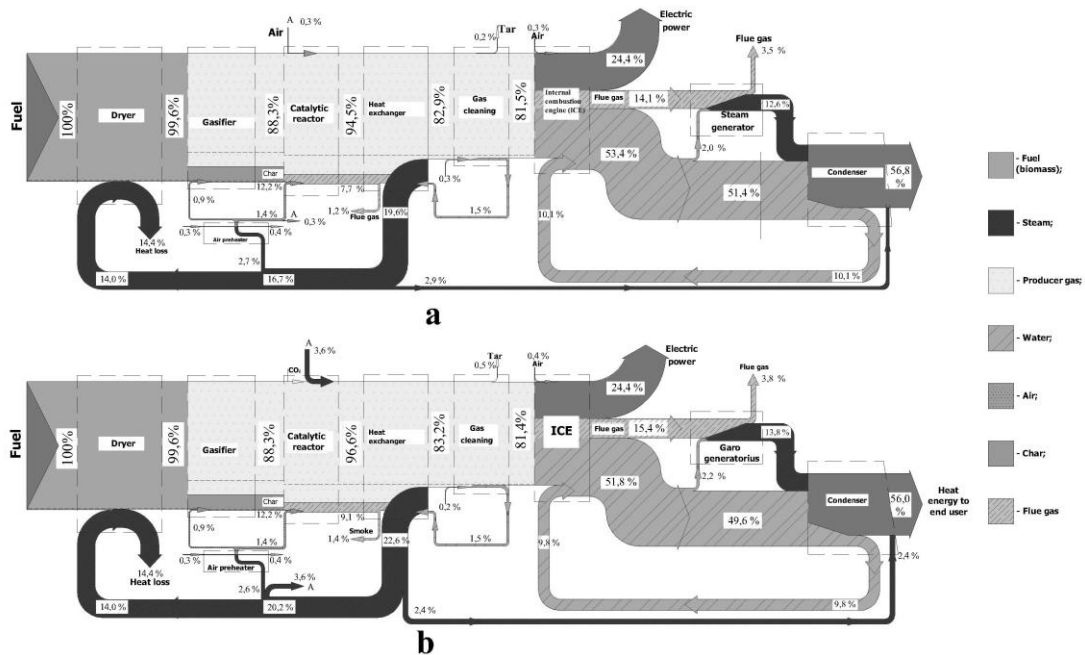 A 0,3 %
Air
Tar
0,2 %
0,3 %
Air
Electric
power
24,4 %
Flue gas
3,5 %
Fuel
100%
Dryer
99,6%
Gasifier
88,3%
Catalytic
reactor
94,5%
Heat
exchanger
82,9%
Gas
cleaning
81,5%
Internal
combustion
engine (ICE)
Flue gas
14,1 %
Steam
generator
12,6 %
2,0 %
53,4 %
51,4 %
Condenser
56,8
%
Char
12,2 %
0,9 %
1,4 %
A
0,3 %
0,3 %
0,4 %
Air preheater
7,7 %
1,2 %
Flue gas
19,6%
0,3 %
1,5 %
10,1 %
10,1 %
14,4 %
Heat loss
14,0 %
2,7 %
16,7 %
2,9 %
a
A
3,6 %
CO₂
Tar
0,5 %
0,4 %
Air
Electric
power
24,4 %
Flue gas
3,8 %
Fuel
100%
Dryer
99,6%
Gasifier
88,3%
Catalytic
reactor
96,6%
Heat
exchanger
83,2%
Gas
cleaning
81,4%
ICE
Flue gas
15,4 %
Garo
generatorius
13,8 %
2,2 %
51,8 %
49,6 %
Condenser
56,0
%
Heat
energy to
end user
2,4 %
Char
12,2 %
0,9 %
1,4 %
0,3 %
0,4 %
Air preheater
9,1 %
1,4 %
Smoke
22,6 %
0,2 %
1,5 %
9,8 %
9,8 %
14,4 %
Heat loss
14,0 %
2,6 %
3,6 %
A
20,2 %
2,4 %
b
- Fuel
(biomass);
- Steam;
- Producer gas;
- Water;
- Air;
- Char;
- Flue gas